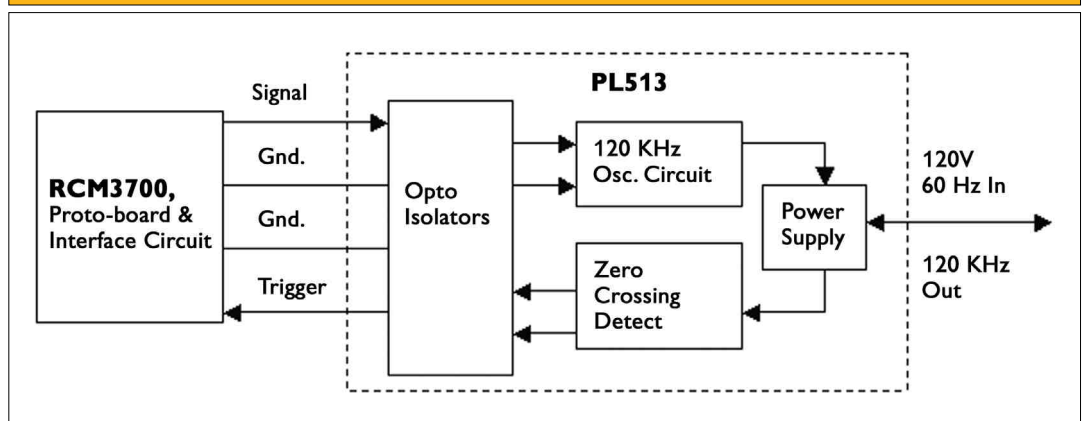 PL513
Signal
Gnd.
Gnd.
Trigger
RCM3700,
Proto-board &
Interface Circuit
Opto
Isolators
120 KHz
Osc. Circuit
Zero
Crossing
Detect
Power
Supply
120V
60 Hz In
120 KHz
Out